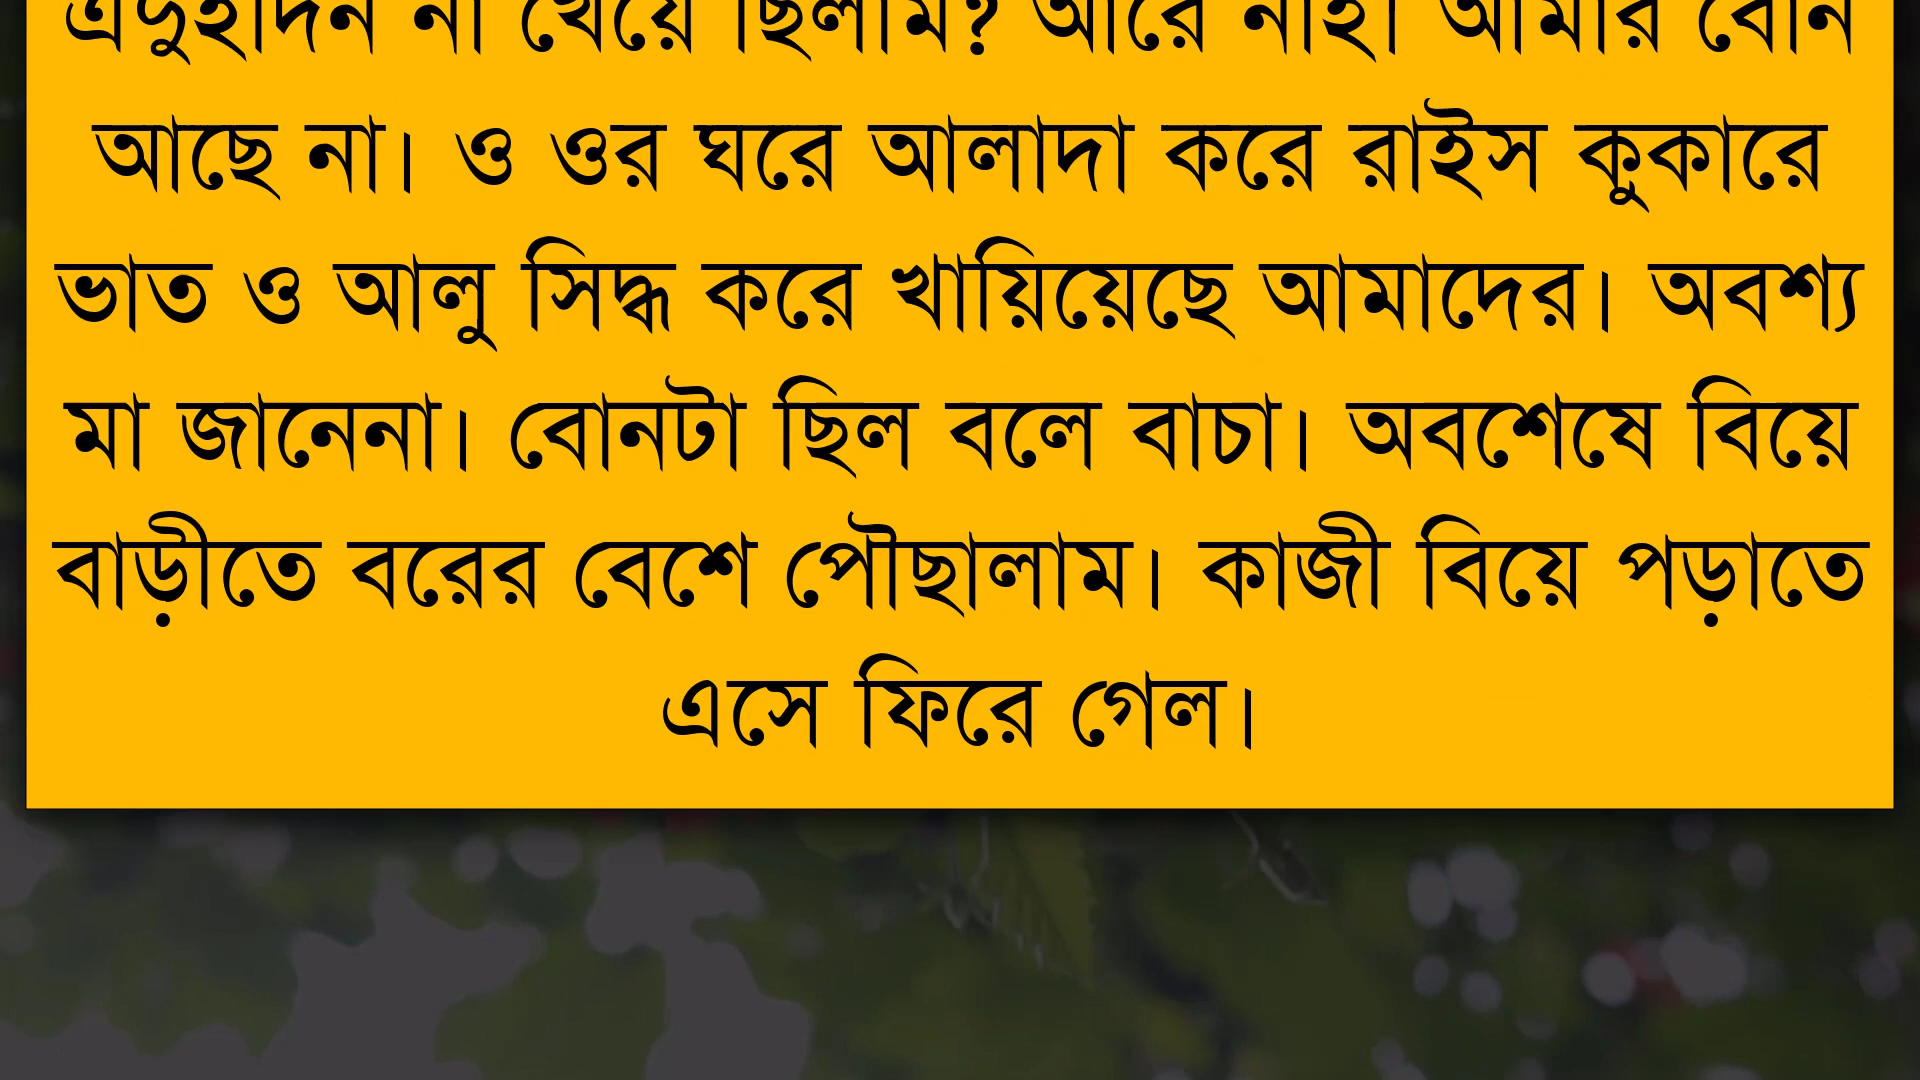 এদুইদিন না খেয়ে ছিলাম? আরে নাহ। আমার বোন
আছে না। ও ওর ঘরে আলাদা করে রাইস কুকারে
ভাত ও আলু সিদ্ধ করে খায়িয়েছে আমাদের। অবশ্য
মা জানেনা। বোনটা ছিল বলে বাচা। অবশেষে বিয়ে
বাড়ীতে বরের বেশে পৌছালাম। কাজী বিয়ে পড়াতে
এসে ফিরে গেল।